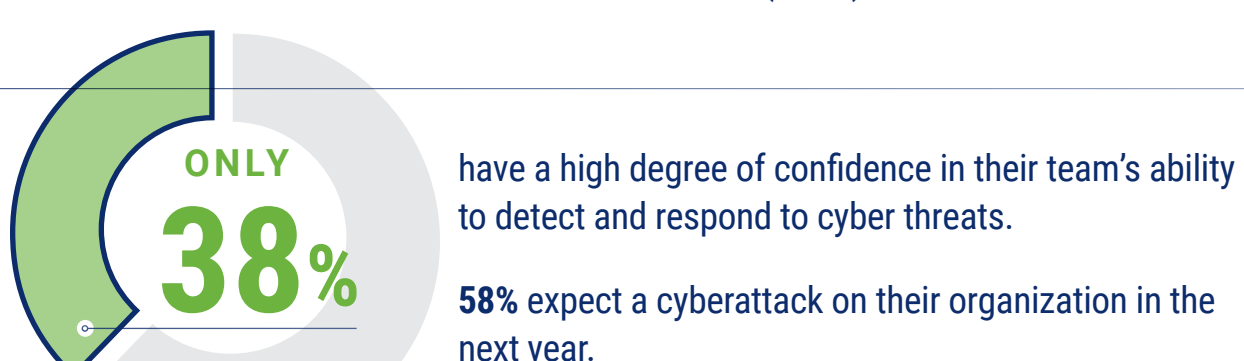 ONLY
38%
have a high degree of confidence in their team's ability
to detect and respond to cyber threats.
58% expect a cyberattack on their organization in the
next year.